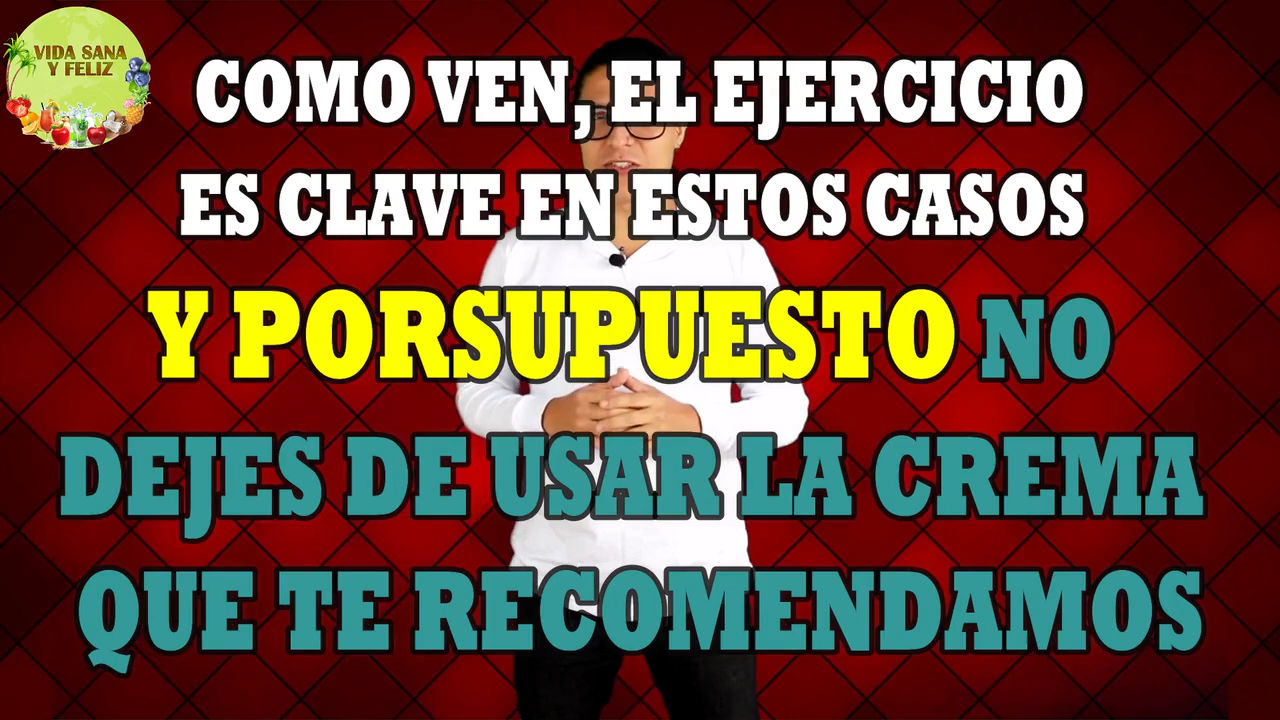 VIDA SANA
Y FELIZ
COMO VEN, EL EJERCICIO
ES CLAVE EN ESTOS CASOS
Y PORSUPUESTO NO
DEJES DE USAR LA CREMA
QUE TE RECOMENDAMOS